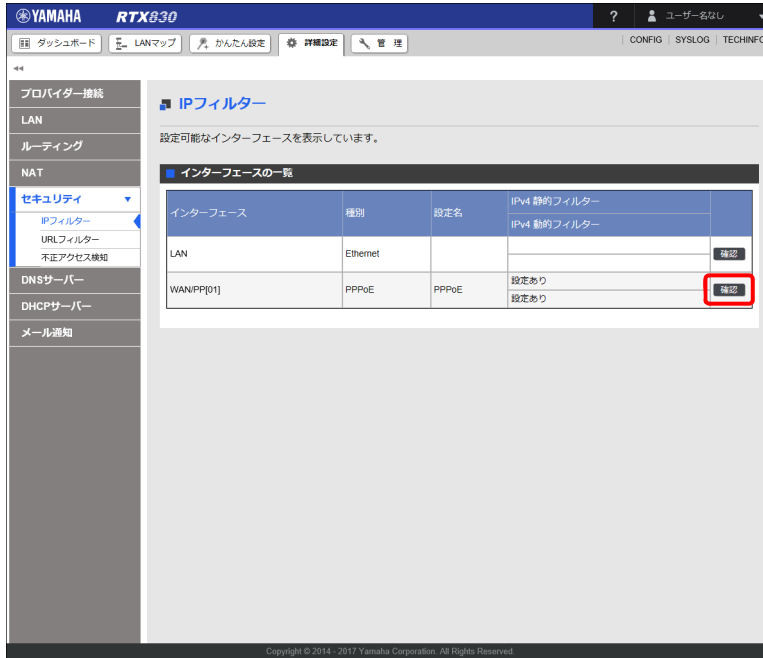 YAMAHA RTX830 ? ユーザー名なし
ダッシュボード LANマップ かんたん設定 詳細設定 管 理 CONFIG SYSLOG TECHINFO
プロバイダー接続
LAN
ルーティング
NAT
セキュリティ
IPフィルター
URLフィルター
不正アクセス検知
DNSサーバー
DHCPサーバー
メール通知
IPフィルター
設定可能なインターフェースを表示しています。
インターフェースの一覧
インターフェース 種別 設定名 IPv4 静的フィルター
IPv4 動的フィルター
LAN Ethernet 確認
WAN/PP[01] PPPoE PPPoE 設定あり 確認
設定あり
Copyright © 2014 - 2017 Yamaha Corporation. All Rights Reserved.